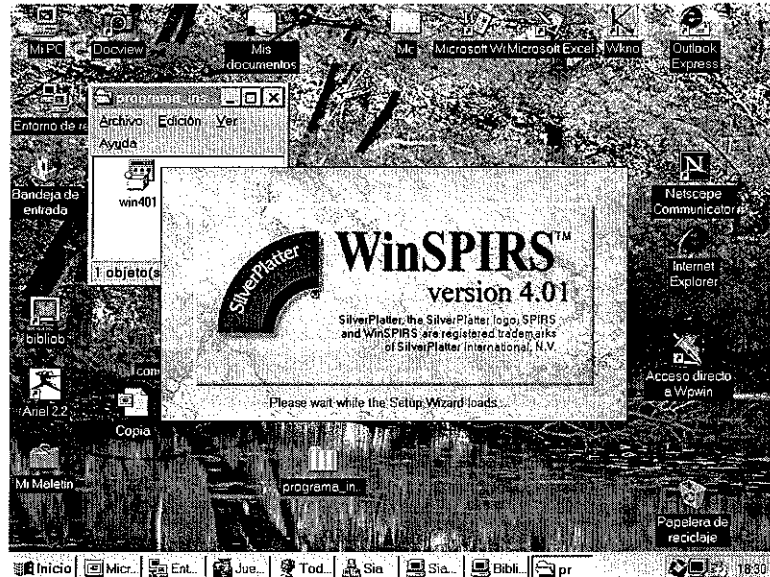 Mi PC
Docview
Mis
documentos
Mc
Microsoft W
Microsoft Excel
Wkno
Outlook
Express
programa_ins...
Archivo Edición Ver
Ayuda
Entorno de re
Bandeja de
entrada
win401
1 objeto(s
Netscape
Communicator
Internet
Explorer
SilverPlatter
WinSPIRS™
version 4.01
SilverPlatter, the SilverPlatter logo, SPIRS
and WinSPIRS are registered trademarks
of SilverPlatter International, N.V.
Please wait while the Setup Wizard loads...
bibliob
com
Ariel 2.2
Copia
Acceso directo
a Wpwin
Mi Maletín
programa_in...
Papelera de
reciclaje
Inicio Micr... Ent... Jue... Tod... Sia Sia... Bibli... pr 18:30